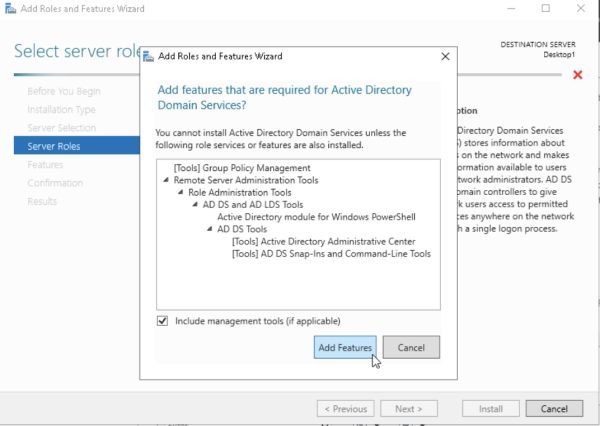 Add Roles and Features Wizard
Select server role
DESTINATION SERVER
Desktop1
Before You Begin
Installation Type
Server Selection
Server Roles
Features
Confirmation
Results
Add Roles and Features Wizard
Add features that are required for Active Directory
Domain Services?
You cannot install Active Directory Domain Services unless the
following role services or features are also installed.
[Tools] Group Policy Management
Remote Server Administration Tools
Role Administration Tools
AD DS and AD LDS Tools
Active Directory module for Windows PowerShell
AD DS Tools
[Tools] Active Directory Administrative Center
[Tools] AD DS Snap-Ins and Command-Line Tools
Include management tools (if applicable)
Add Features
Cancel
ption
Directory Domain Services
) stores information about
s on the network and makes
ormation available to users
twork administrators. AD DS
omain controllers to give
k users access to permitted
ces anywhere on the network
h a single logon process.
< Previous
Next >
Install
Cancel